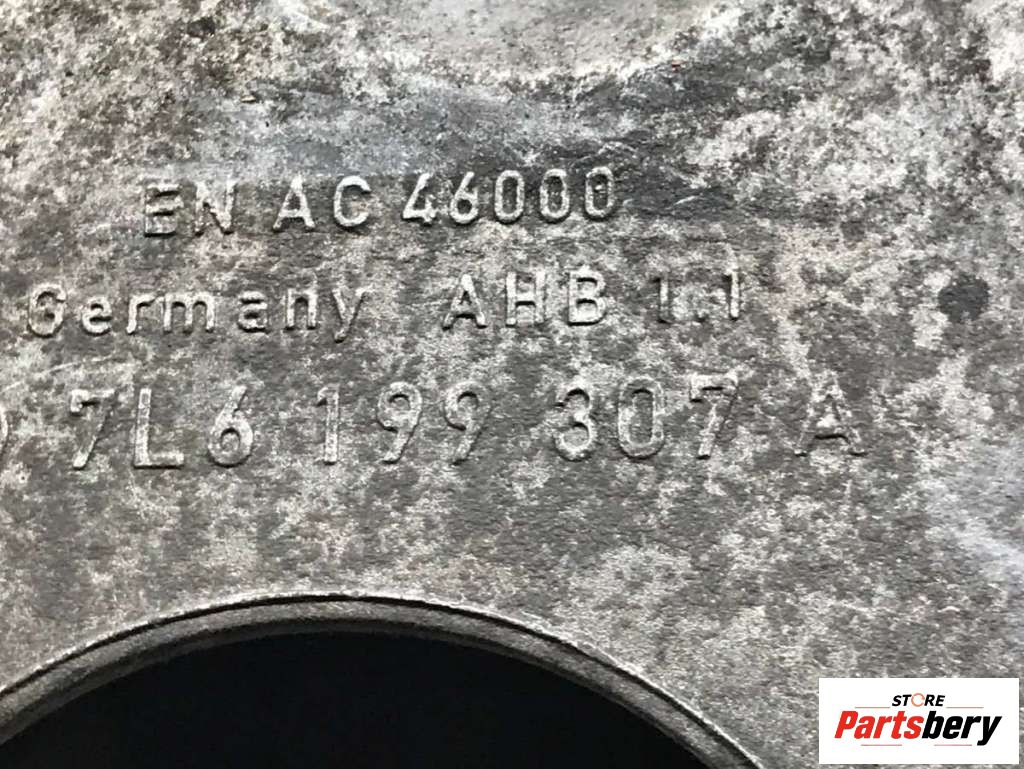 EN AC 46000
Germany AHB 1.1
7L6 199 307 A
STORE
Partsbery